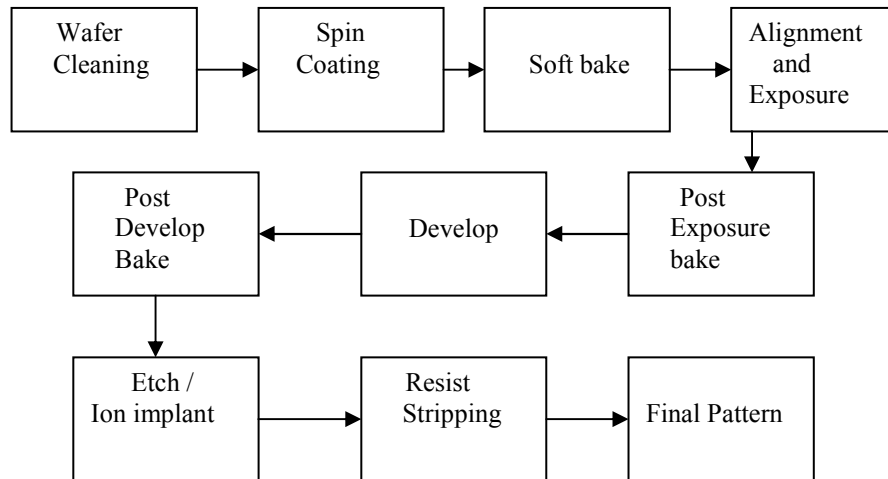 Wafer
Cleaning
Spin
Coating
Soft bake
Alignment
and
Exposure
Post
Exposure
bake
Develop
Post
Develop
Bake
Etch /
Ion implant
Resist
Stripping
Final Pattern